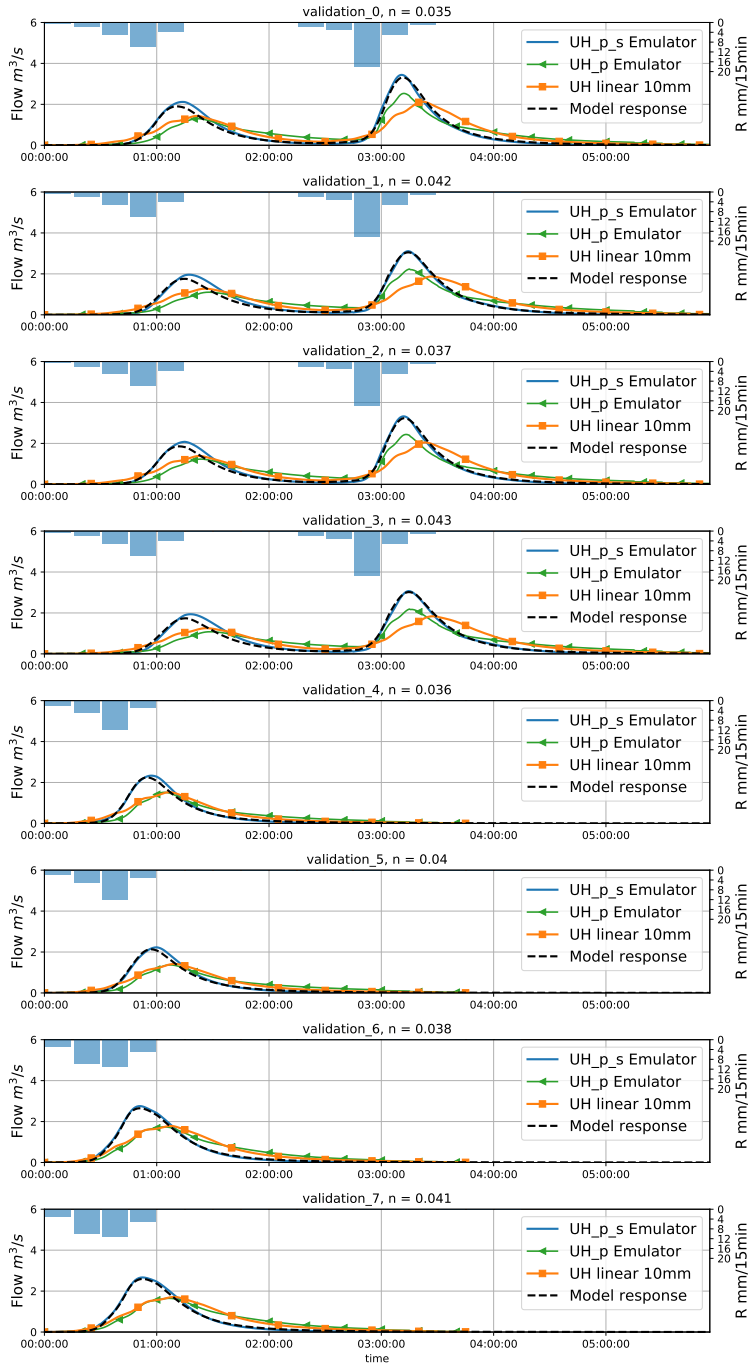 validation_0, n = 0.035
6
4
2
0
Flow m³/s
UH_p_s Emulator
UH_p Emulator
UH linear 10mm
Model response
0
4
8
12
16
20
R mm/15min
00:00:00 01:00:00 02:00:00 03:00:00 04:00:00 05:00:00
validation_1, n = 0.042
6
4
2
0
Flow m³/s
UH_p_s Emulator
UH_p Emulator
UH linear 10mm
Model response
0
4
8
12
16
20
R mm/15min
00:00:00 01:00:00 02:00:00 03:00:00 04:00:00 05:00:00
validation_2, n = 0.037
6
4
2
0
Flow m³/s
UH_p_s Emulator
UH_p Emulator
UH linear 10mm
Model response
0
4
8
12
16
20
R mm/15min
00:00:00 01:00:00 02:00:00 03:00:00 04:00:00 05:00:00
validation_3, n = 0.043
6
4
2
0
Flow m³/s
UH_p_s Emulator
UH_p Emulator
UH linear 10mm
Model response
0
4
8
12
16
20
R mm/15min
00:00:00 01:00:00 02:00:00 03:00:00 04:00:00 05:00:00
validation_4, n = 0.036
6
4
2
0
Flow m³/s
UH_p_s Emulator
UH_p Emulator
UH linear 10mm
Model response
0
4
8
12
16
20
R mm/15min
00:00:00 01:00:00 02:00:00 03:00:00 04:00:00 05:00:00
validation_5, n = 0.04
6
4
2
0
Flow m³/s
UH_p_s Emulator
UH_p Emulator
UH linear 10mm
Model response
0
4
8
12
16
20
R mm/15min
00:00:00 01:00:00 02:00:00 03:00:00 04:00:00 05:00:00
validation_6, n = 0.038
6
4
2
0
Flow m³/s
UH_p_s Emulator
UH_p Emulator
UH linear 10mm
Model response
0
4
8
12
16
20
R mm/15min
00:00:00 01:00:00 02:00:00 03:00:00 04:00:00 05:00:00
validation_7, n = 0.041
6
4
2
0
Flow m³/s
UH_p_s Emulator
UH_p Emulator
UH linear 10mm
Model response
0
4
8
12
16
20
R mm/15min
00:00:00 01:00:00 02:00:00 03:00:00 04:00:00 05:00:00
time